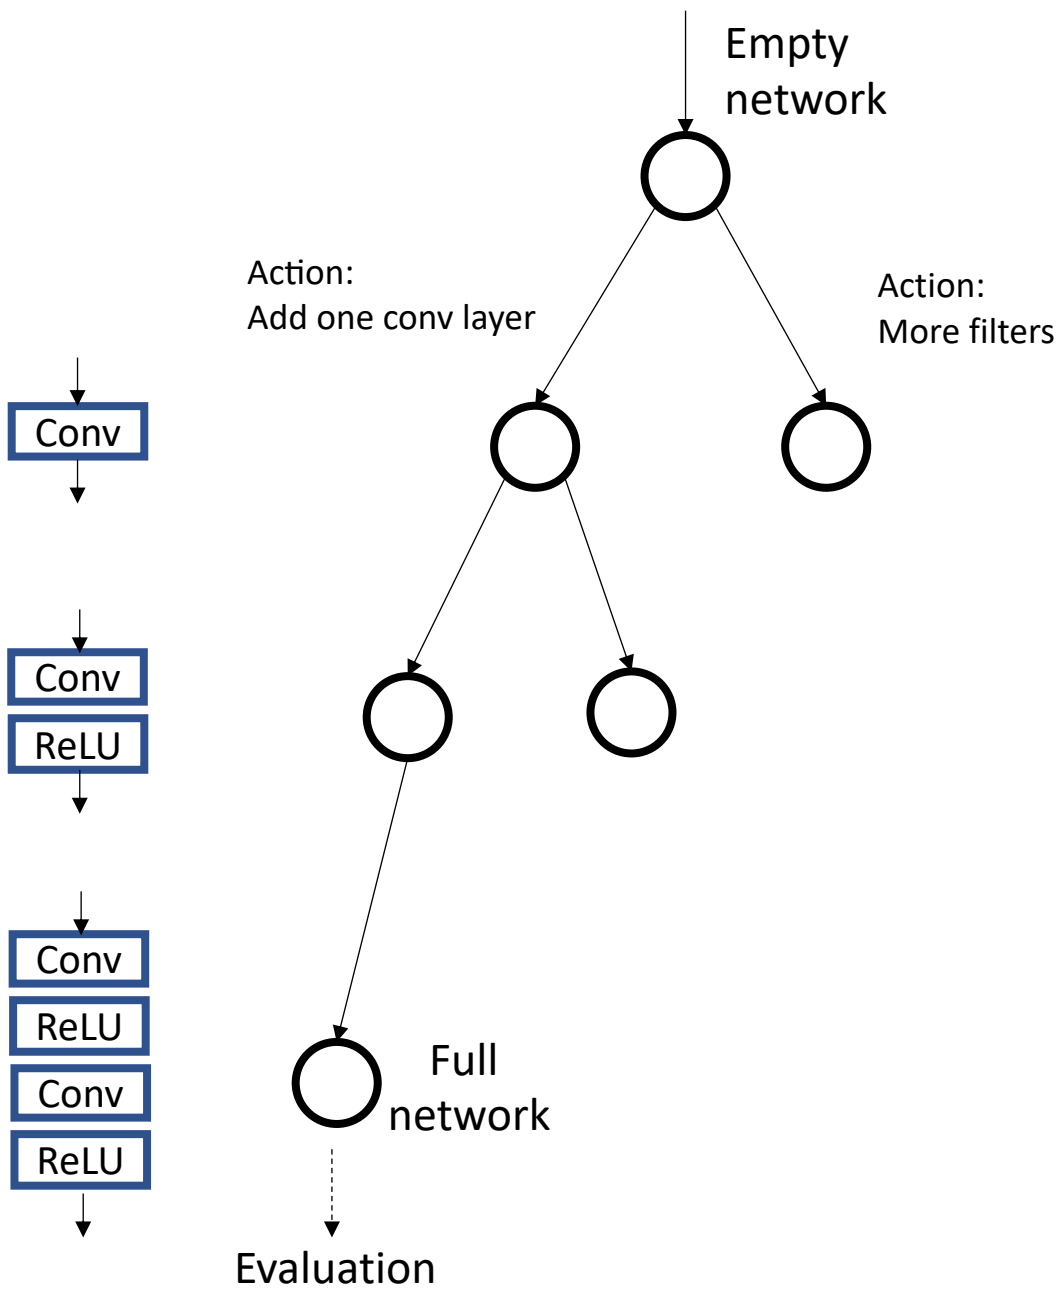 Empty
network
Action:
Add one conv layer
Action:
More filters
Conv
Conv
ReLU
Conv
ReLU
Conv
ReLU
Full
network
Evaluation